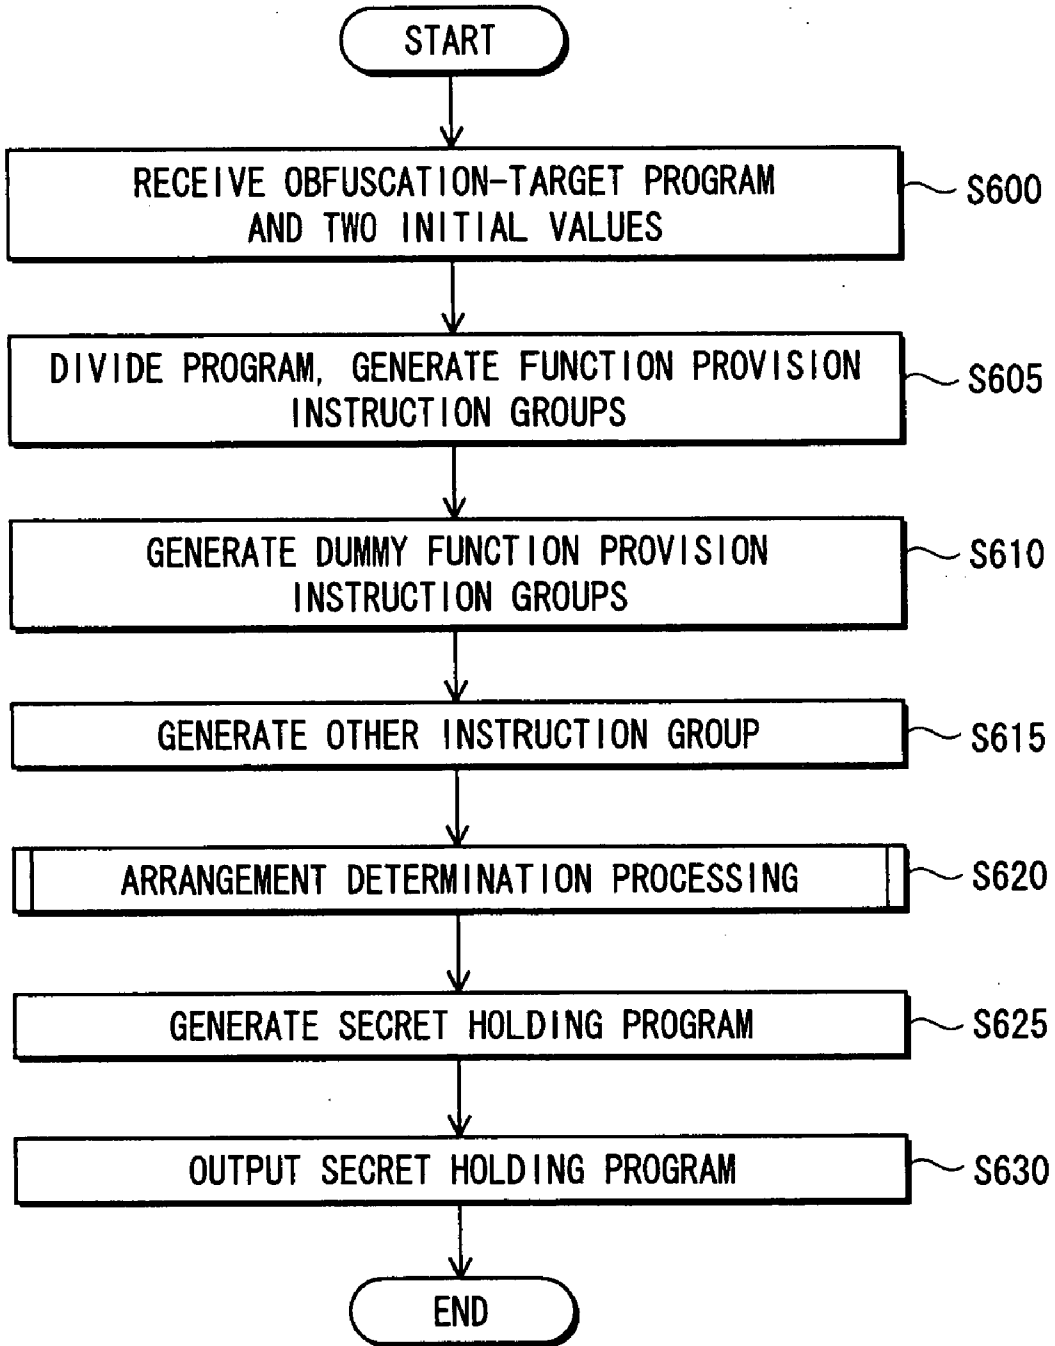 START
RECEIVE OBFUSCATION-TARGET PROGRAM
AND TWO INITIAL VALUES
S600
DIVIDE PROGRAM, GENERATE FUNCTION PROVISION
INSTRUCTION GROUPS
S605
GENERATE DUMMY FUNCTION PROVISION
INSTRUCTION GROUPS
S610
GENERATE OTHER INSTRUCTION GROUP
S615
ARRANGEMENT DETERMINATION PROCESSING
S620
GENERATE SECRET HOLDING PROGRAM
S625
OUTPUT SECRET HOLDING PROGRAM
S630
END